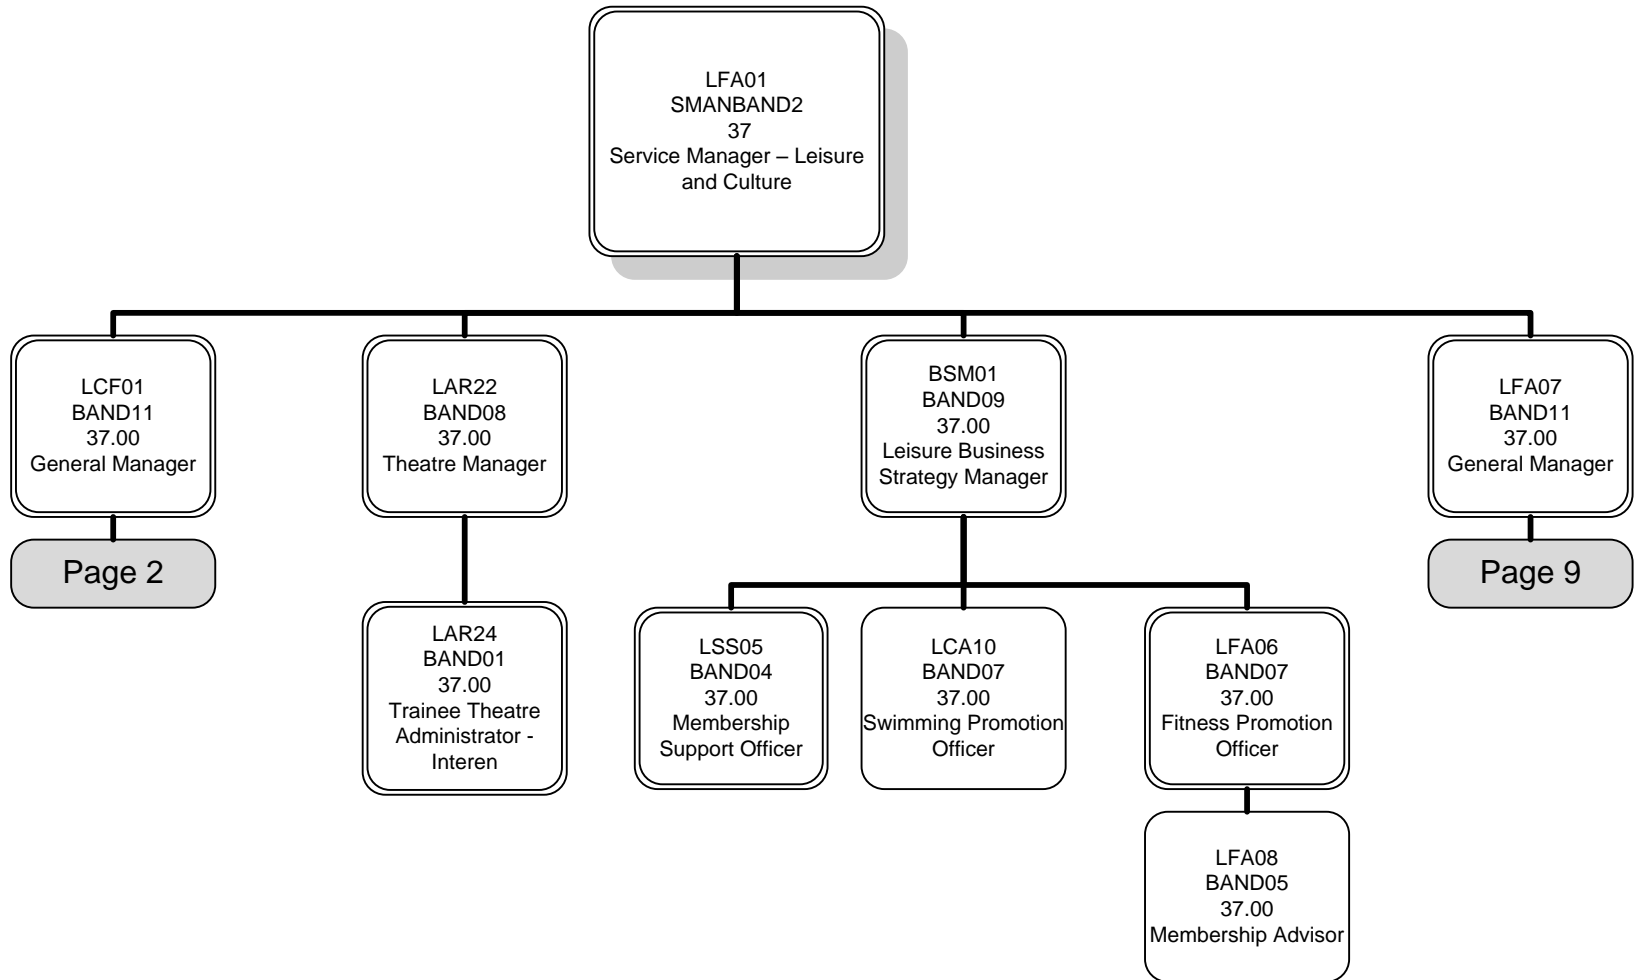 LFA01
SMANBAND2
37
Service Manager – Leisure
and Culture
LCF01
BAND11
37.00
General Manager
LAR22
BAND08
37.00
Theatre Manager
BSM01
BAND09
37.00
Leisure Business
Strategy Manager
LFA07
BAND11
37.00
General Manager
Page 2
Page 9
LAR24
BAND01
37.00
Trainee Theatre
Administrator -
Interen
LSS05
BAND04
37.00
Membership
Support Officer
LCA10
BAND07
37.00
Swimming Promotion
Officer
LFA06
BAND07
37.00
Fitness Promotion
Officer
LFA08
BAND05
37.00
Membership Advisor